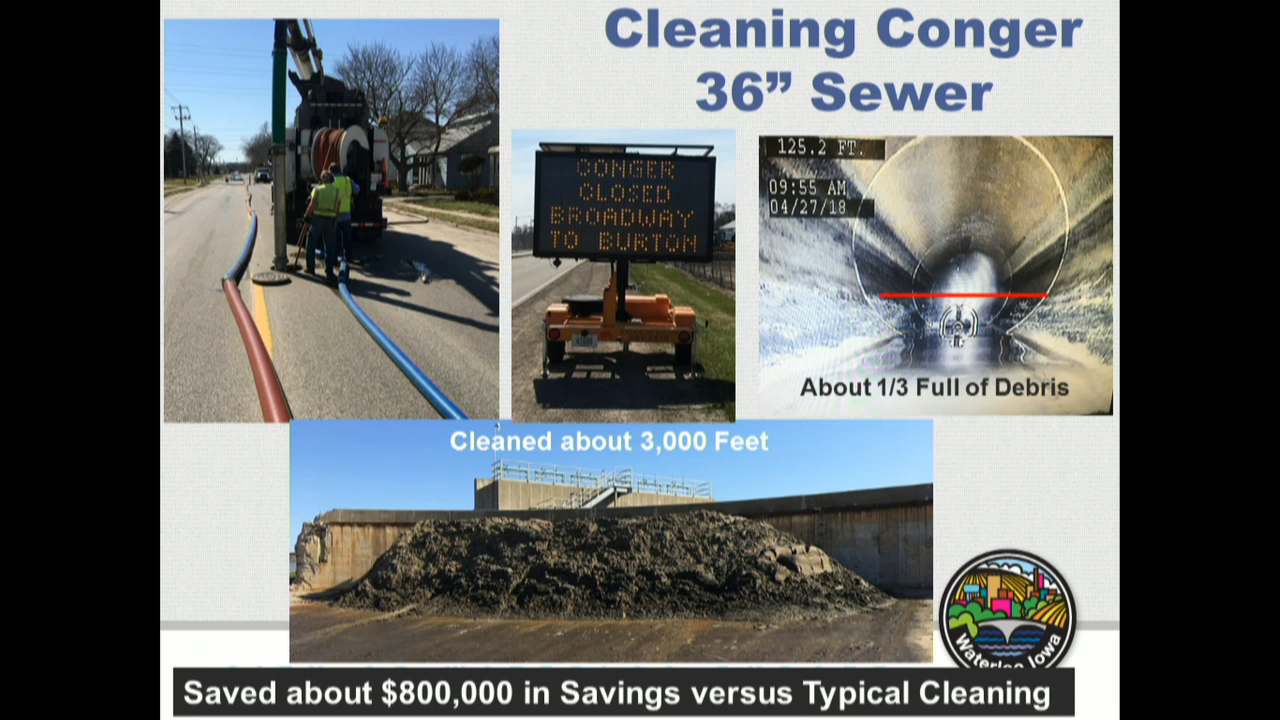 Cleaning Conger
36” Sewer
CONGER
CLOSED
BROADWAY
TO BURTON
125.2 FT.
09:55 AM
04/27/18
About 1/3 Full of Debris
Cleaned about 3,000 Feet
Waterloo Iowa
Saved about $800,000 in Savings versus Typical Cleaning